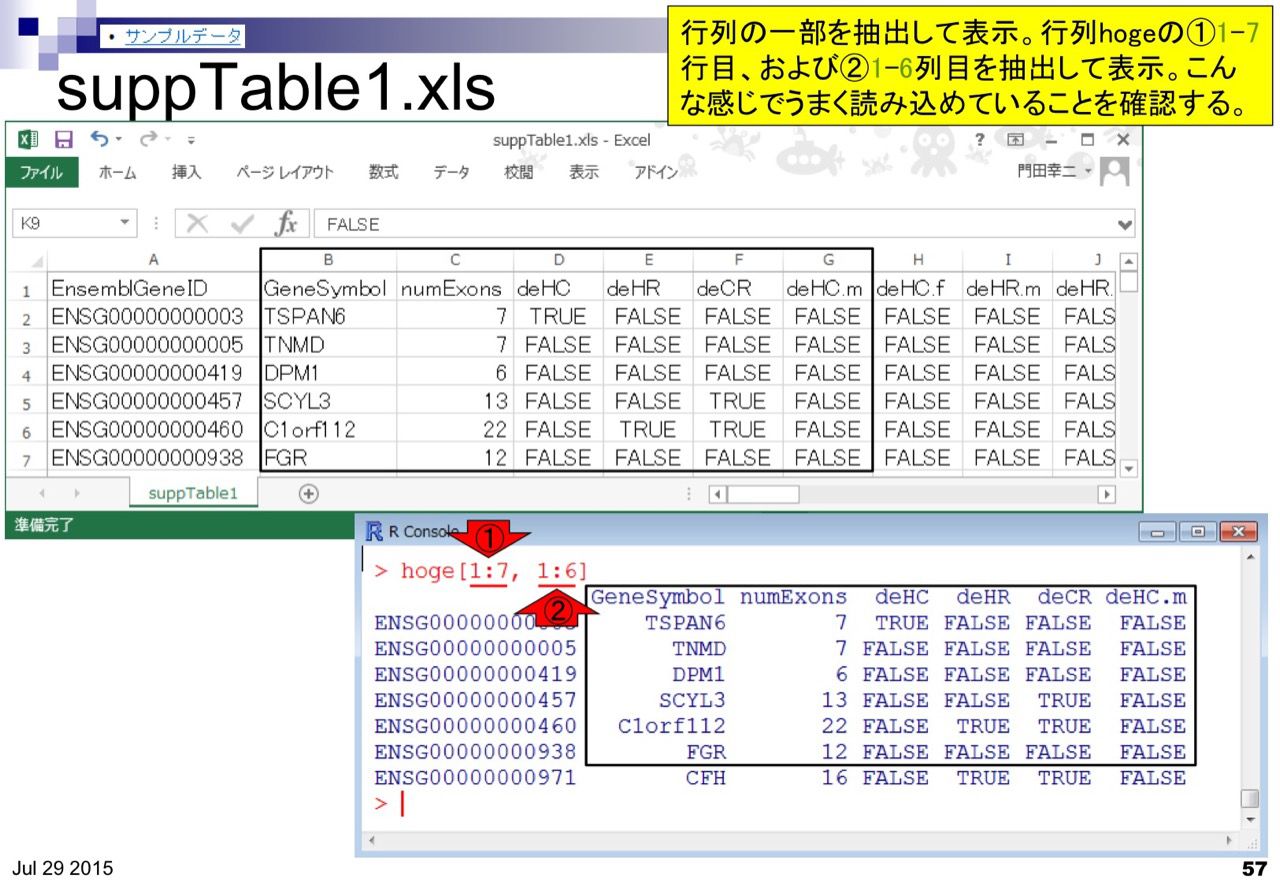 • サンプルデータ
suppTable1.xls
行列の一部を抽出して表示。行列hogeの①1-7
行目、および②1-6列目を抽出して表示。こん
な感じでうまく読み込めていることを確認する。
suppTable1.xls - Excel
ファイル ホーム 挿入 ページ レイアウト 数式 データ 校閲 表示 アドイン 門田幸二
K9 fx FALSE
A B C D E F G H I J
1 EnsemblGeneID GeneSymbol numExons deHC deHR deCR deHC.m deHC.f deHR.m deHR.
2 ENSG00000000003 TSPAN6 7 TRUE FALSE FALSE FALSE FALSE FALSE FALS
3 ENSG00000000005 TNMD 7 FALSE FALSE FALSE FALSE FALSE FALSE FALS
4 ENSG00000000419 DPM1 6 FALSE FALSE FALSE FALSE FALSE FALSE FALS
5 ENSG00000000457 SCYL3 13 FALSE FALSE TRUE FALSE FALSE FALSE FALS
6 ENSG00000000460 C1orf112 22 FALSE TRUE TRUE FALSE FALSE FALSE FALS
7 ENSG00000000938 FGR 12 FALSE FALSE FALSE FALSE FALSE FALSE FALS
suppTable1
準備完了
R Console
①
> hoge[1:7, 1:6]
②
GeneSymbol numExons deHC deHR deCR deHC.m
TSPAN6 7 TRUE FALSE FALSE FALSE
ENSG00000000005 TNMD 7 FALSE FALSE FALSE FALSE
ENSG00000000419 DPM1 6 FALSE FALSE FALSE FALSE
ENSG00000000457 SCYL3 13 FALSE FALSE TRUE FALSE
ENSG00000000460 C1orf112 22 FALSE TRUE TRUE FALSE
ENSG00000000938 FGR 12 FALSE FALSE FALSE FALSE
ENSG00000000971 CFH 16 FALSE TRUE TRUE FALSE
>
Jul 29 2015
57